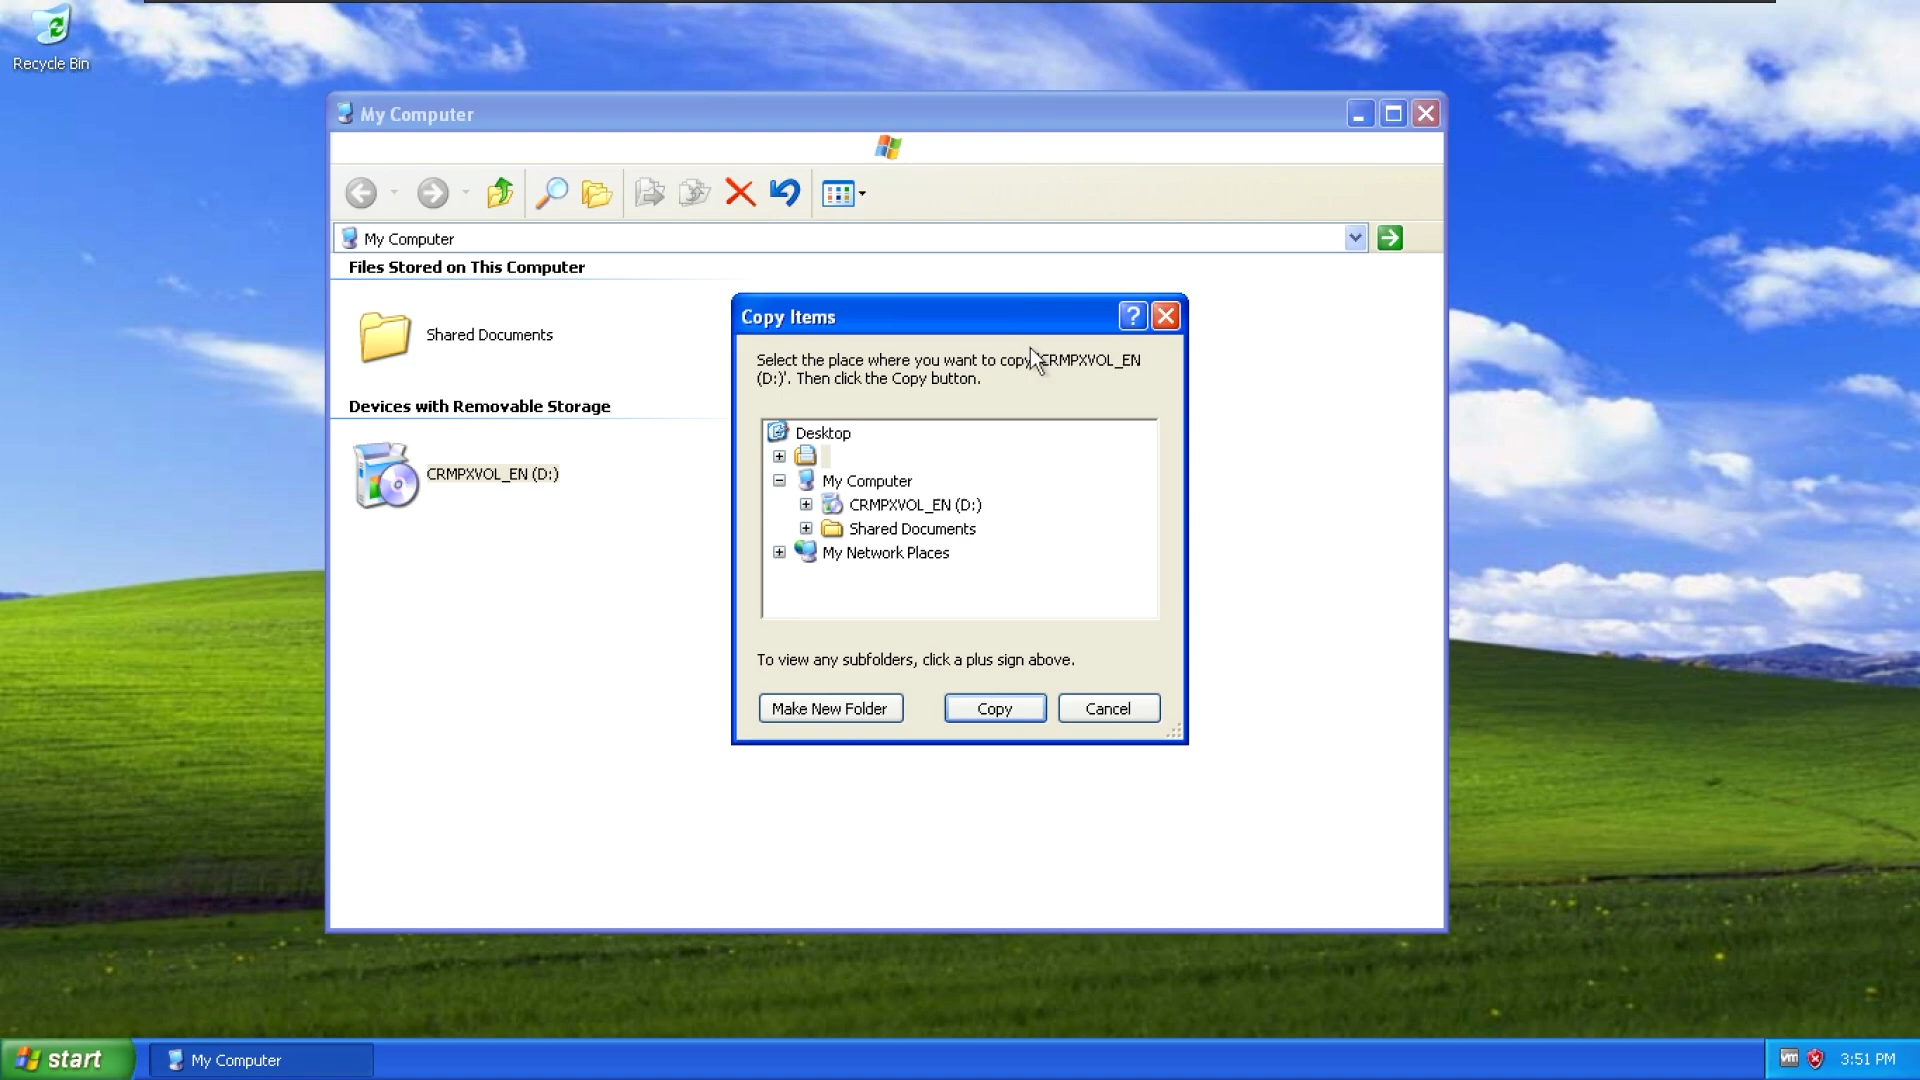 Recycle Bin
My Computer
My Computer
Files Stored on This Computer
Shared Documents
Devices with Removable Storage
CRMPXVOL_EN (D:)
Copy Items
?
Select the place where you want to copy 'CRMPXVOL_EN
(D:)'. Then click the Copy button.
Desktop
My Computer
CRMPXVOL_EN (D:)
Shared Documents
My Network Places
To view any subfolders, click a plus sign above.
Make New Folder
Copy
Cancel
start
My Computer
vm
3:51 PM